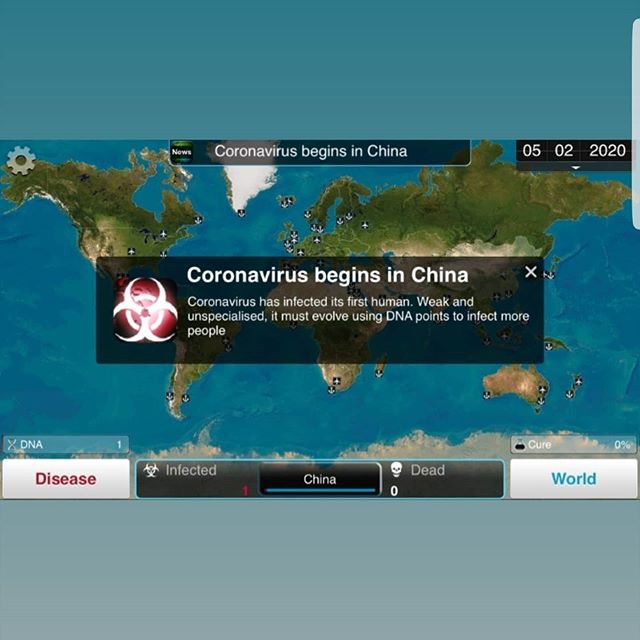 News
Coronavirus begins in China
05 02 2020
Coronavirus begins in China
Coronavirus has infected its first human. Weak and
unspecialised, it must evolve using DNA points to infect more
people
DNA 1
Cure 0%
Disease
Infected
1
China
Dead
0
World